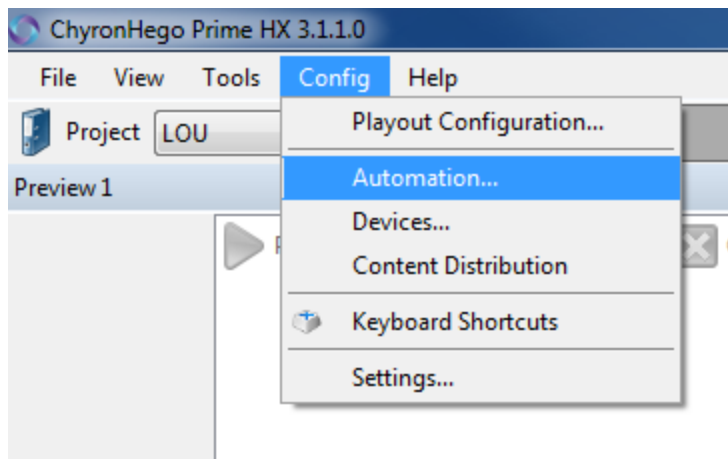 ChyronHego Prime HX 3.1.1.0
File View Tools Config Help
Project LOU
Playout Configuration...
Preview 1
Automation...
Devices...
Content Distribution
Keyboard Shortcuts
Settings...